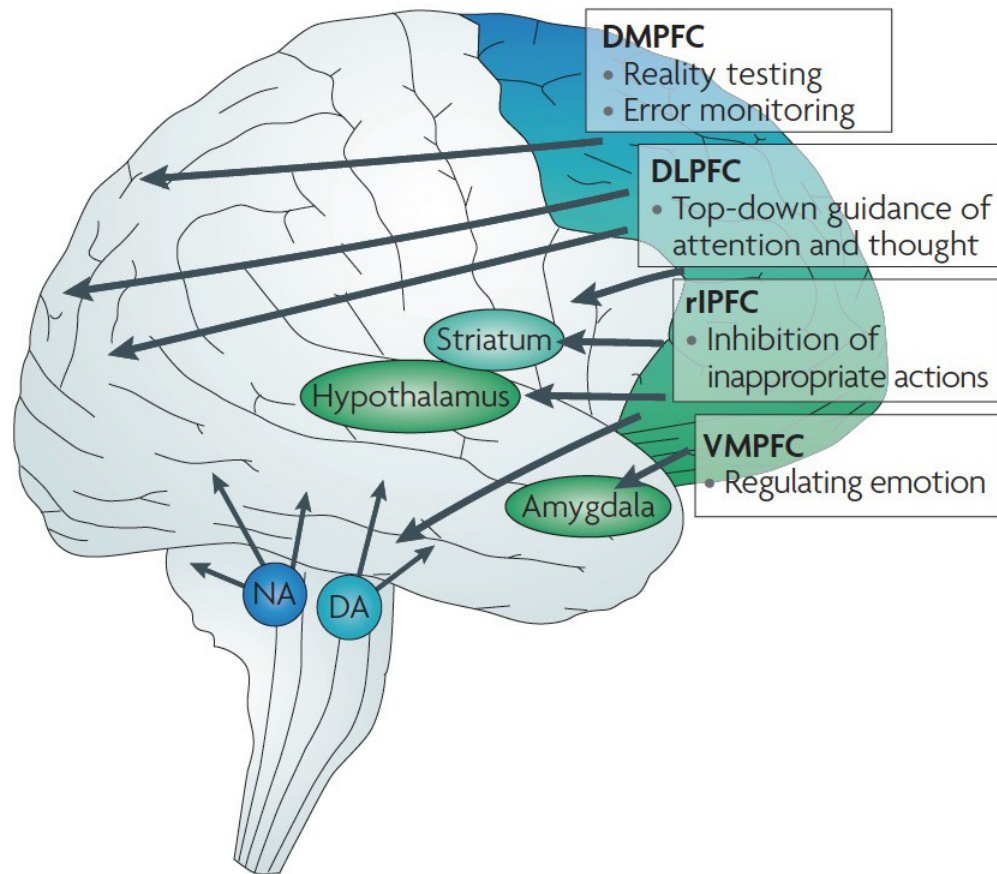 DMPFC
• Reality testing
• Error monitoring
DLPFC
• Top-down guidance of
attention and thought
rIPFC
• Inhibition of
inappropriate actions
VMPFC
• Regulating emotion
Striatum
Hypothalamus
Amygdala
NA
DA